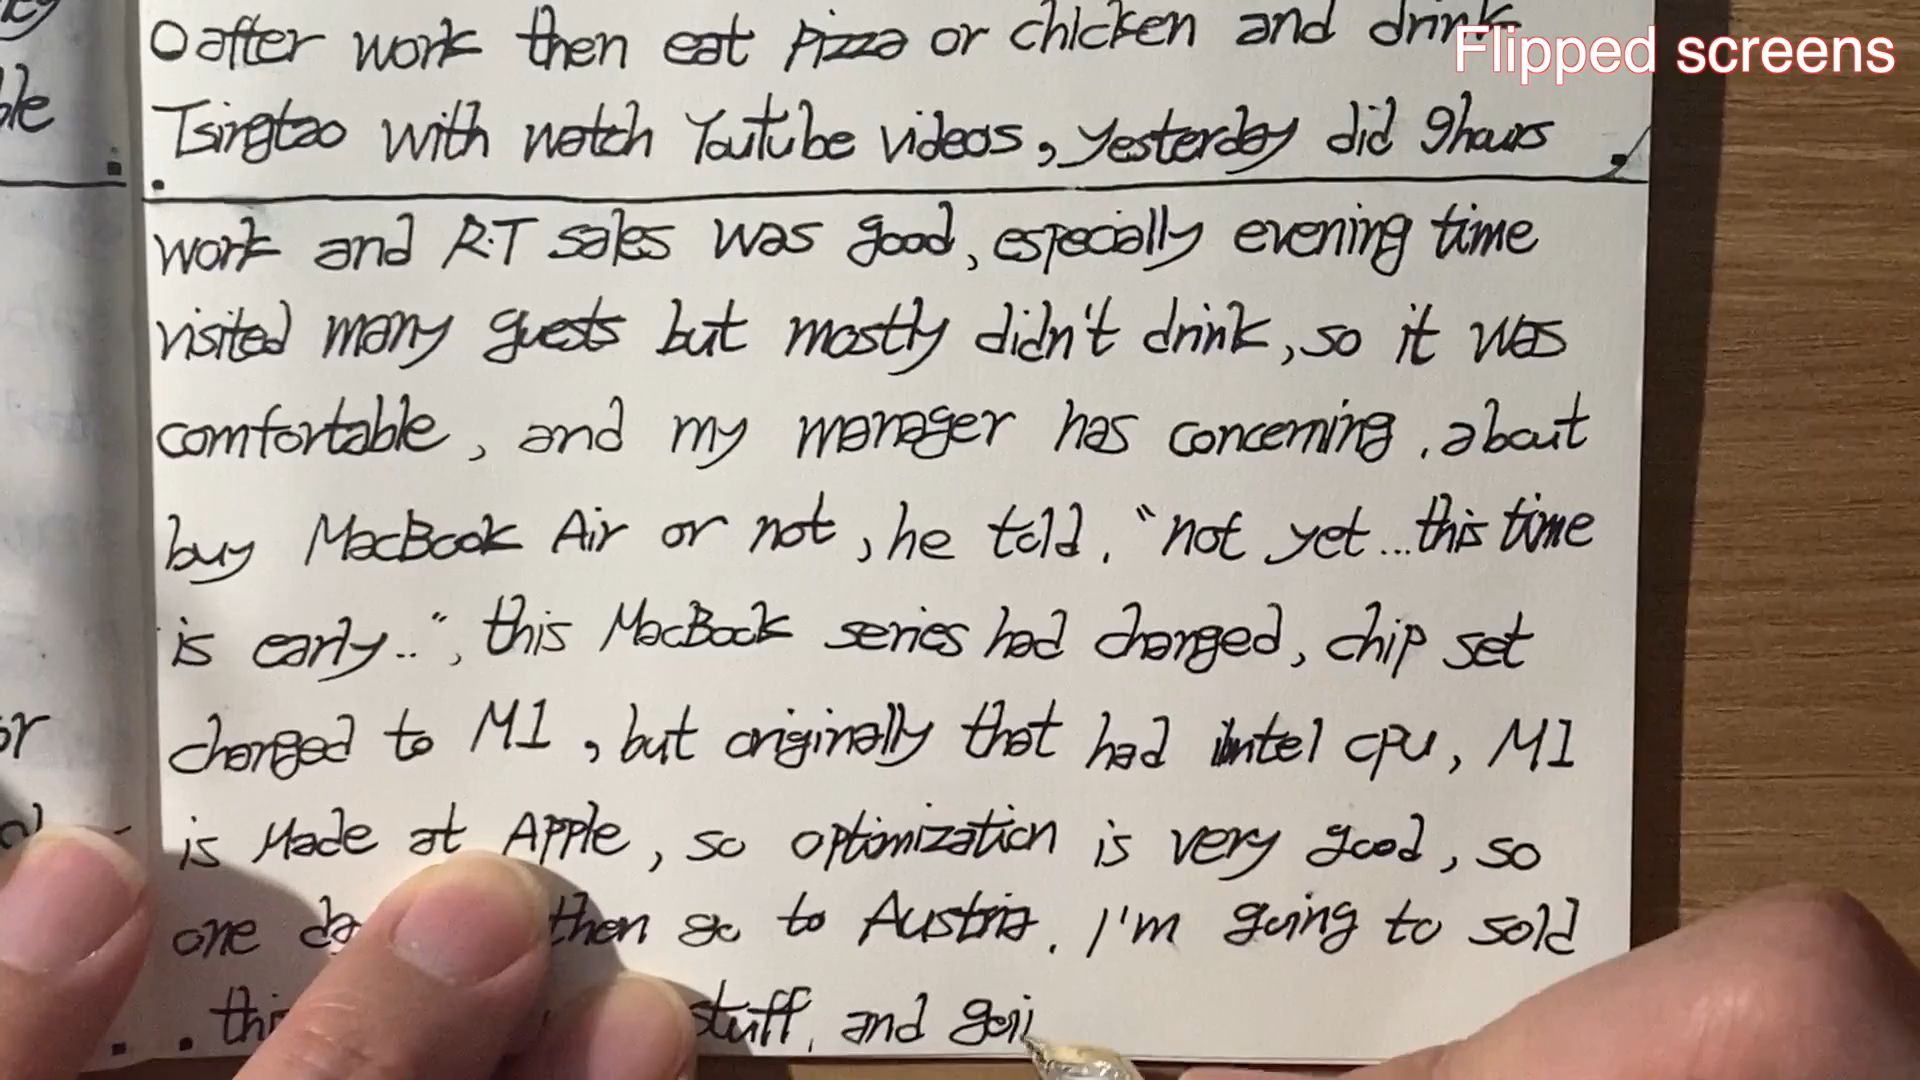 Flipped screens
after work then eat pizza or chicken and drink
Tsingtao with watch Youtube videos, yesterday did 9hours
work and R.T sales was good, especially evening time
visited many guests but mostly didn't drink, so it was
comfortable, and my manager has concerning, about
buy MacBook Air or not, he told, "not yet...this time
is early..", this MacBook series had changed, chip set
changed to M1, but originally that had intel cpu, M1
is Made at Apple, so optimization is very good, so
one then go to Austria. I'm going to sold
stuff, and goi
ble
or